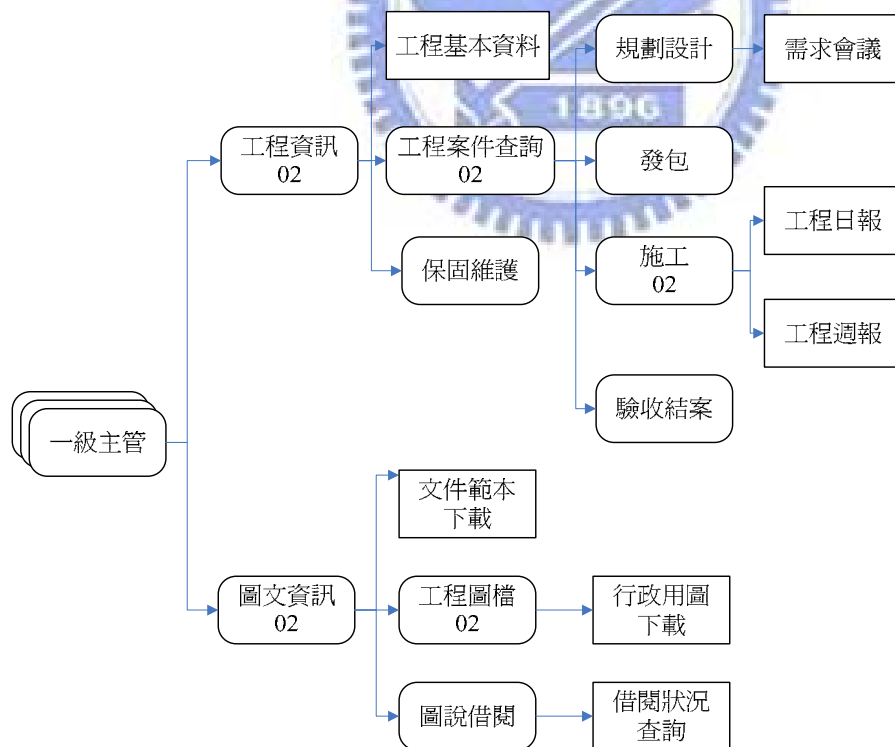 工程基本資料
規劃設計
需求會議
1896
工程資訊
02
工程案件查詢
02
發包
工程日報
保固維護
施工
02
工程週報
驗收結案
一級主管
文件範本
下載
圖文資訊
02
工程圖檔
02
行政用圖
下載
圖說借閱
借閱狀況
查詢